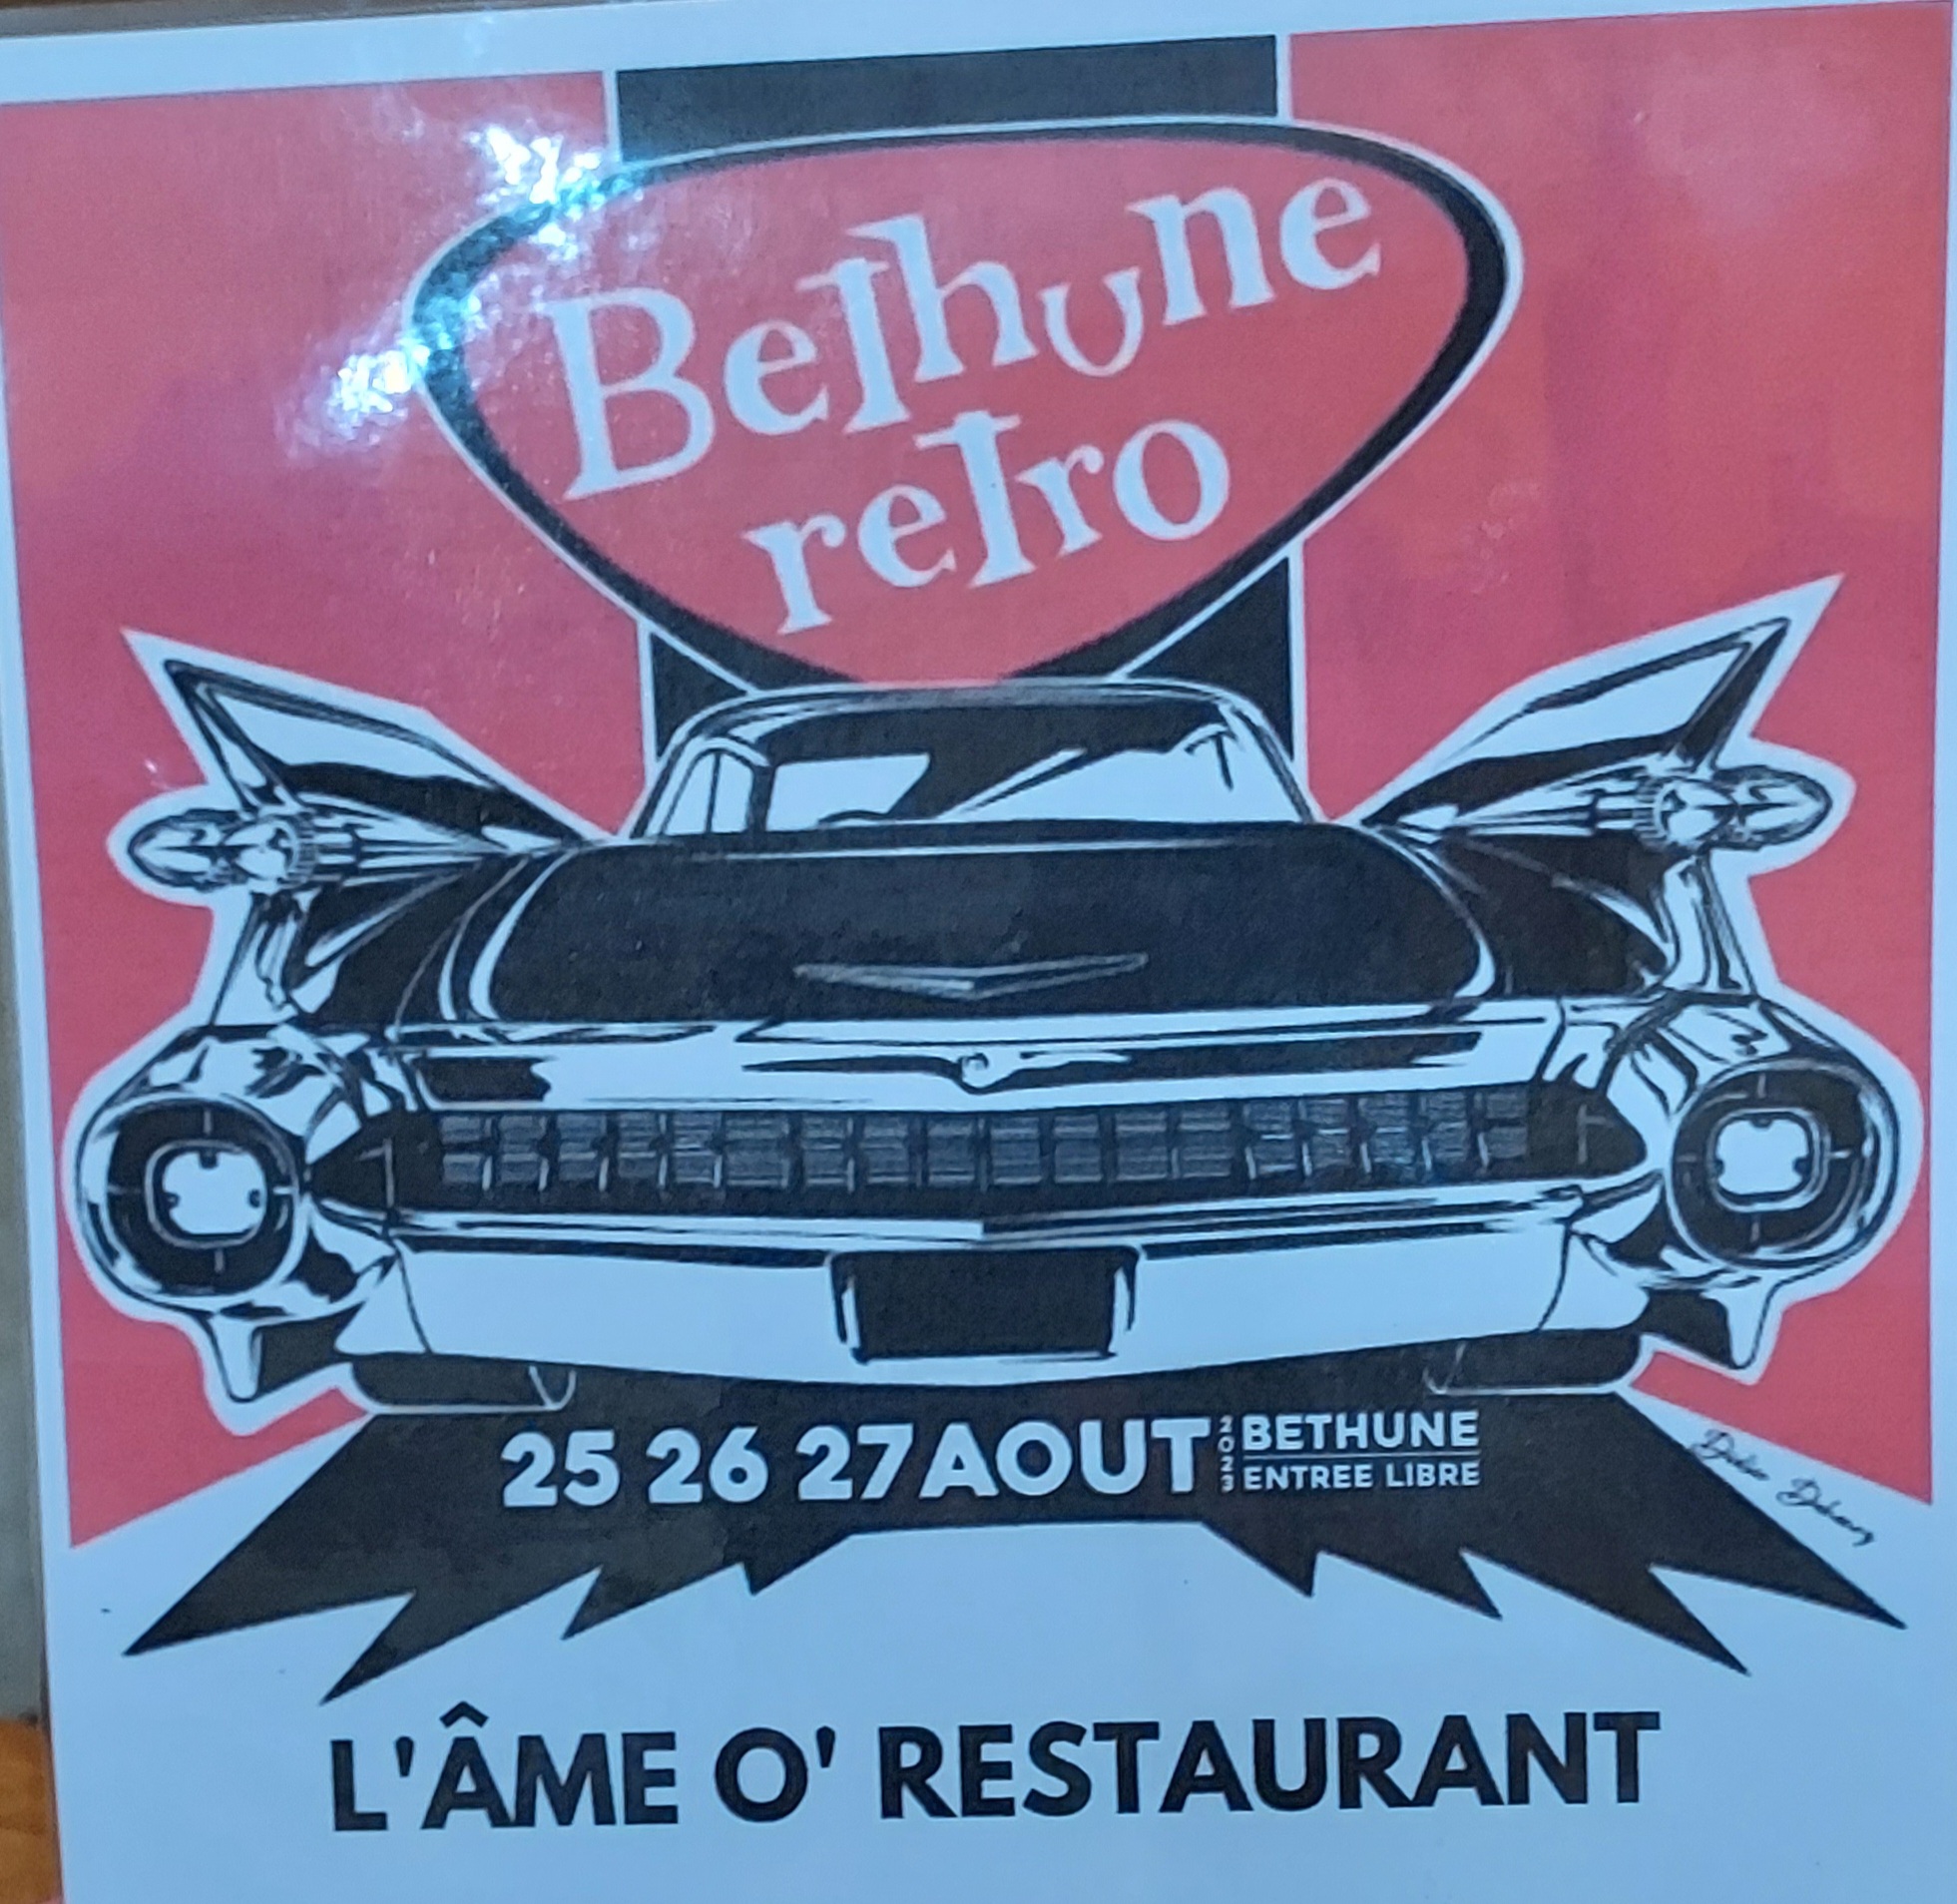 Bethune
retro
25 26 27 AOUT 2023 BETHUNE
ENTREE LIBRE
L'ÂME O' RESTAURANT